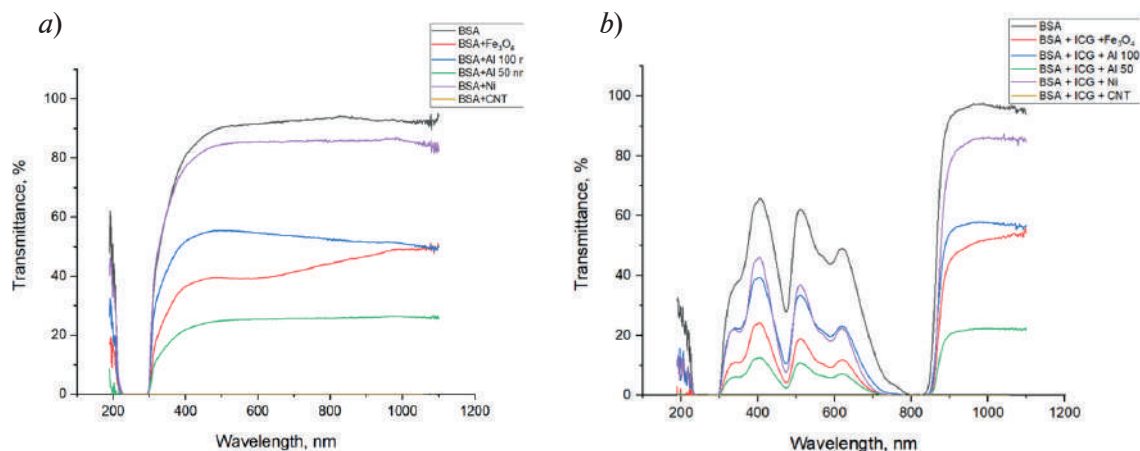 a)
BSA
BSA+Fe₃O₄
BSA+Al 100 n
BSA+Al 50 nm
BSA+Ni
BSA+CNT
100
80
60
40
20
0
Transmittance, %
200 400 600 800 1000 1200
Wavelength, nm
b)
BSA
BSA + ICG +Fe₃O₄
BSA + ICG + Al 100
BSA + ICG + Al 50
BSA + ICG + Ni
BSA + ICG + CNT
100
80
60
40
20
0
Transmittance, %
200 400 600 800 1000 1200
Wavelength, nm